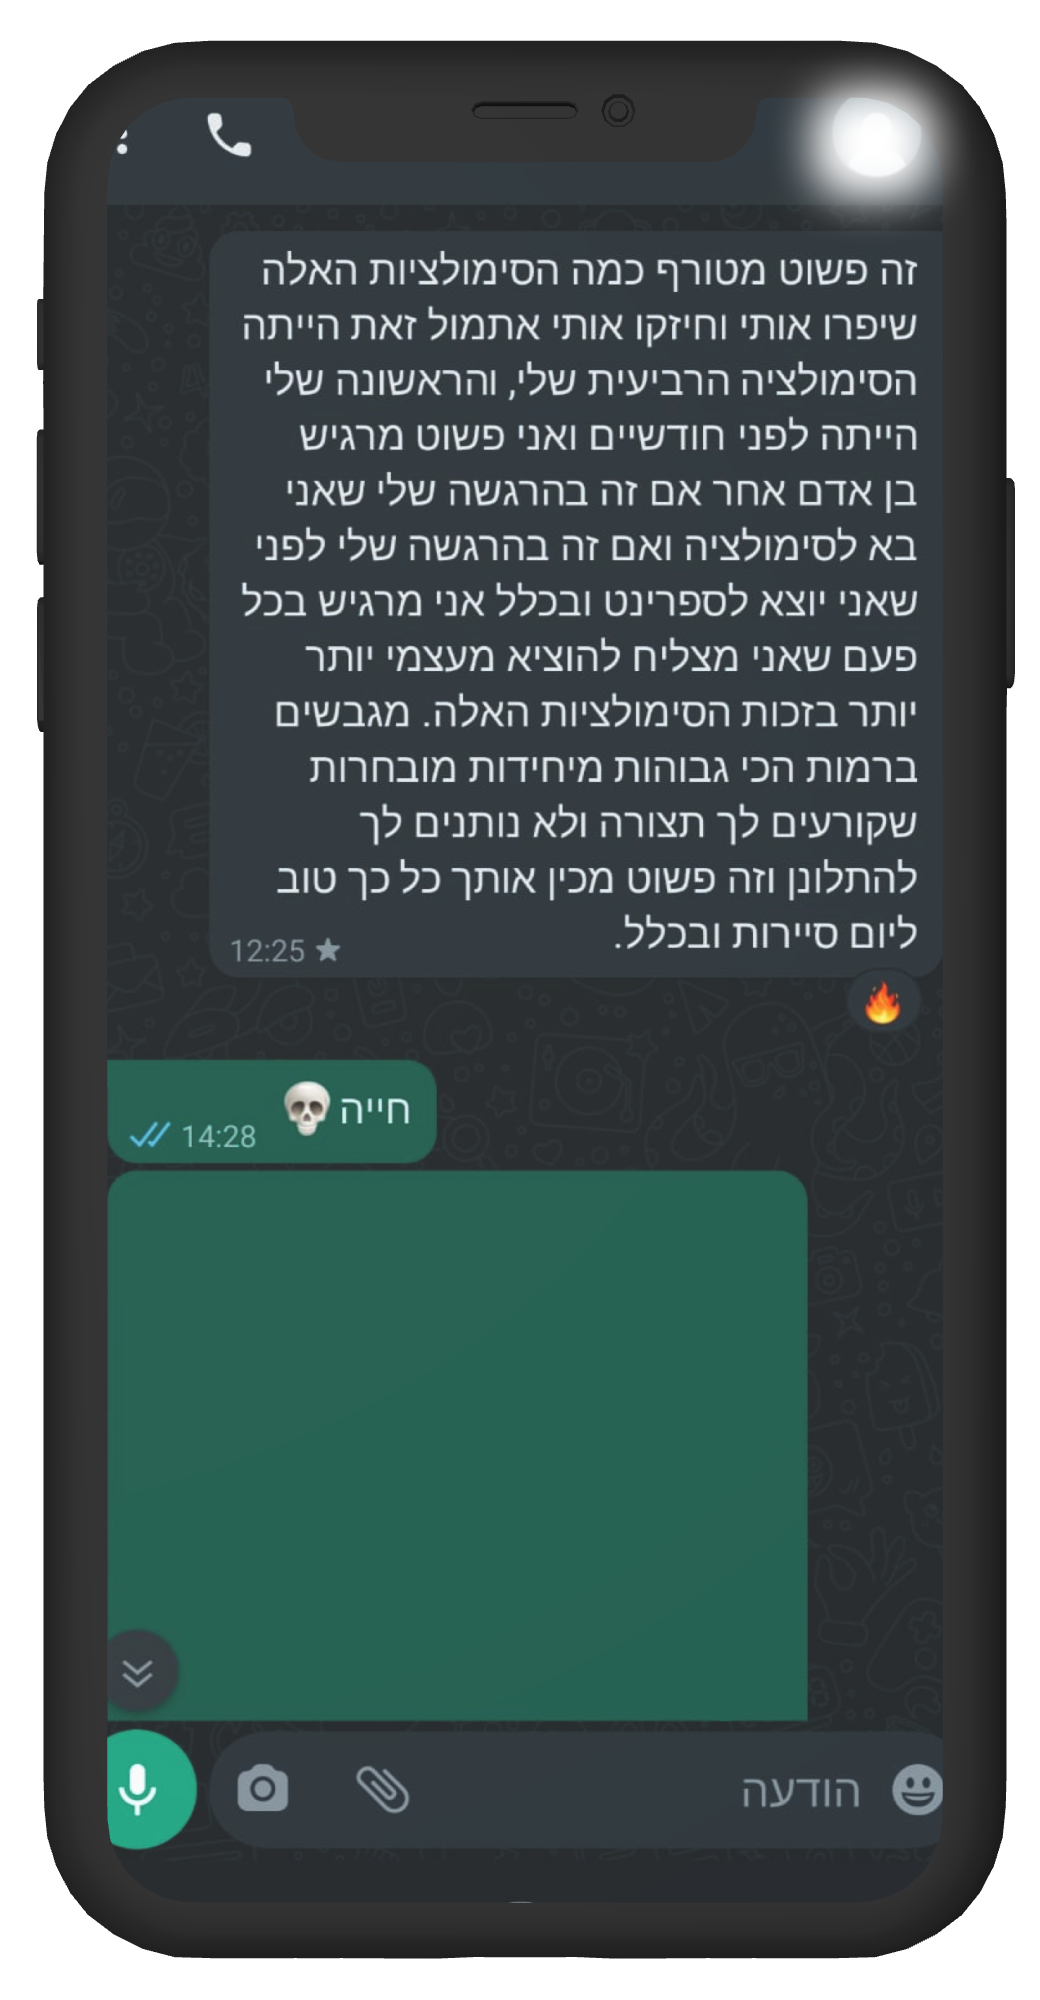 זה פשוט מטורף כמה הסימולציות האלה
שיפרו אותי וחיזקו אותי אתמול זאת הייתה
הסימולציה הרביעית שלי, והראשונה שלי
הייתה לפני חודשיים ואני פשוט מרגיש
בן אדם אחר אם זה בהרגשה שלי שאני
בא לסימולציה ואם זה בהרגשה שלי לפני
שאני יוצא לספרינט ובכלל אני מרגיש בכל
פעם שאני מצליח להוציא מעצמי יותר
יותר בזכות הסימולציות האלה. מגבשים
ברמות הכי גבוהות מיחידות מובחרות
שקורעים לך תצורה ולא נותנים לך
להתלונן וזה פשוט מכין אותך כל כך טוב
ליום סיירות ובכלל.
12:25
חייה
14:28
הודעה